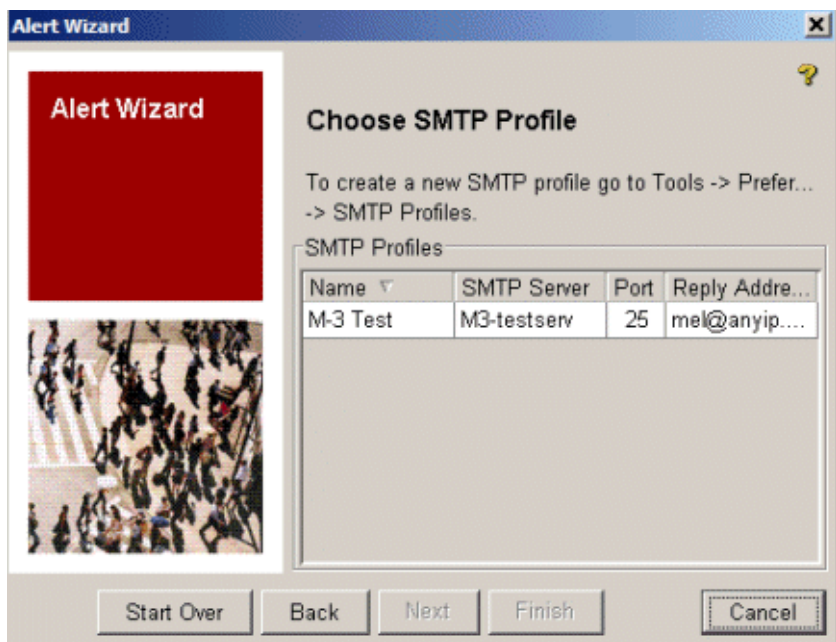 Alert Wizard
Alert Wizard
Choose SMTP Profile
To create a new SMTP profile go to Tools -> Prefer...
-> SMTP Profiles.
SMTP Profiles
Name SMTP Server Port Reply Addre...
M-3 Test M3-testserv 25 mel@anyip....
Start Over Back Next Finish Cancel